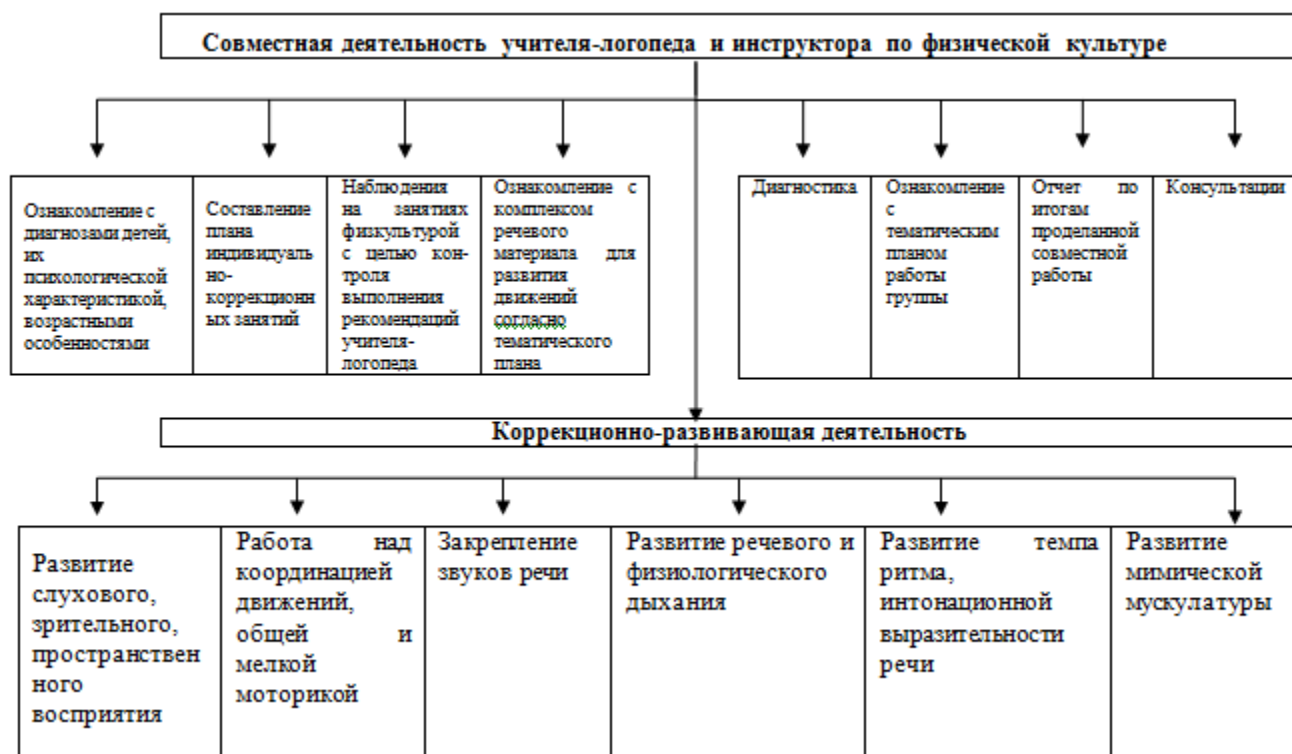 Совместная деятельность учителя-логопеда и инструктора по физической культуре
Ознакомление с
диагнозами детей,
их
психологической
характеристикой,
возрастными
особенностями
Составление
плана
индивидуаль
но-
коррекционн
ых занятий
Наблюдения
на занятиях
физкультурой
с целью кон-
троля
выполнения
рекомендаций
учителя-
логопеда
Ознакомление с
комплексом
речевого
материала для
развития
движений
согласно
тематического
плана
Диагностика
Ознакомление
с
тематическим
планом
работы
группы
Отчет по
итогам
проделанной
совместной
работы
Консультации
Коррекционно-развивающая деятельность
Развитие
слухового,
зрительного,
пространствен
ного
восприятия
Работа над
координацией
движений,
общей и
мелкой
моторикой
Закрепление
звуков речи
Развитие речевого и
физиологического
дыхания
Развитие темпа
ритма,
интонационной
выразительности
речи
Развитие
мимической
мускулатуры